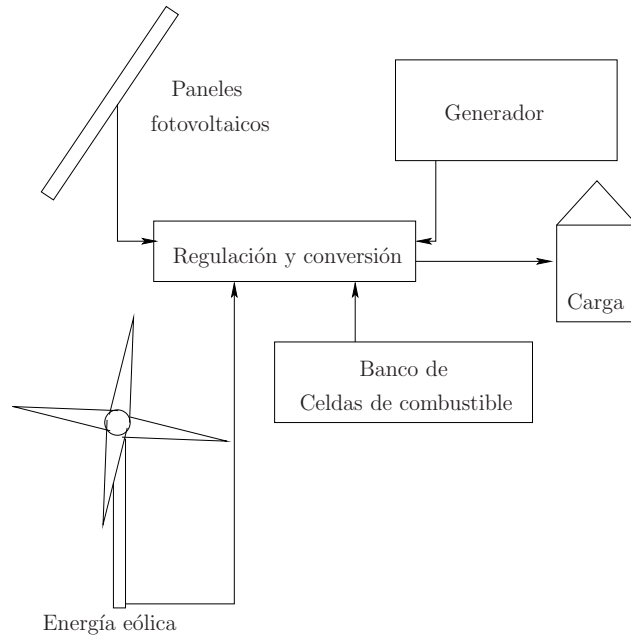 Paneles
fotovoltaicos
Generador
Regulación y conversión
Carga
Banco de
Celdas de combustible
Energía eólica